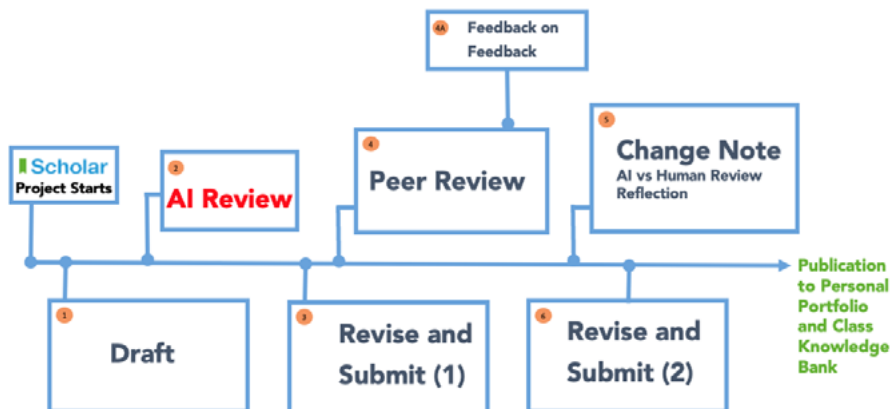 4A Feedback on
Feedback
Scholar
Project Starts
2
AI Review
4
Peer Review
5
Change Note
AI vs Human Review
Reflection
1
Draft
3
Revise and
Submit (1)
6
Revise and
Submit (2)
Publication
to Personal
Portfolio
and Class
Knowledge
Bank